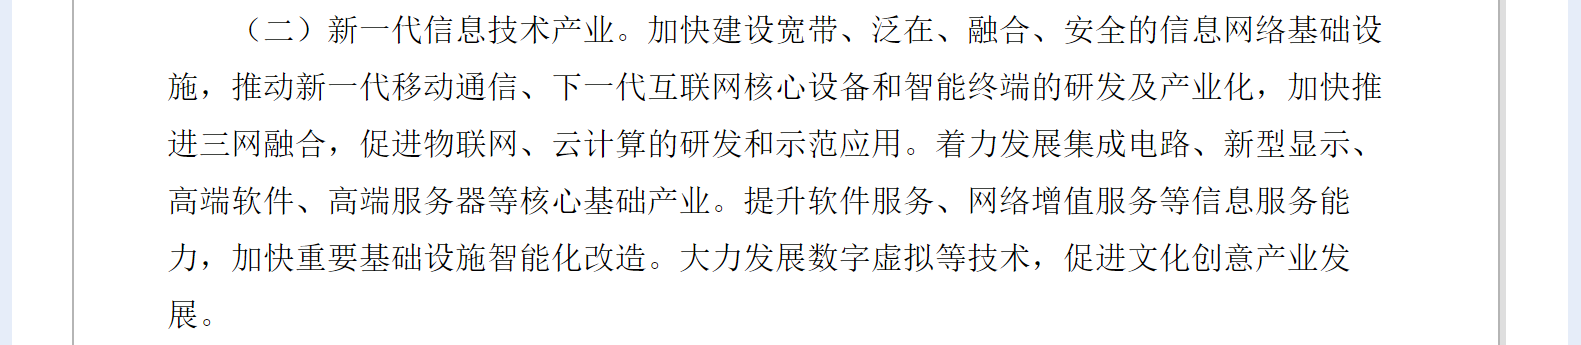 （二）新一代信息技术产业。加快建设宽带、泛在、融合、安全的信息网络基础设
施，推动新一代移动通信、下一代互联网核心设备和智能终端的研发及产业化，加快推
进三网融合，促进物联网、云计算的研发和示范应用。着力发展集成电路、新型显示、
高端软件、高端服务器等核心基础产业。提升软件服务、网络增值服务等信息服务能
力，加快重要基础设施智能化改造。大力发展数字虚拟等技术，促进文化创意产业发
展。